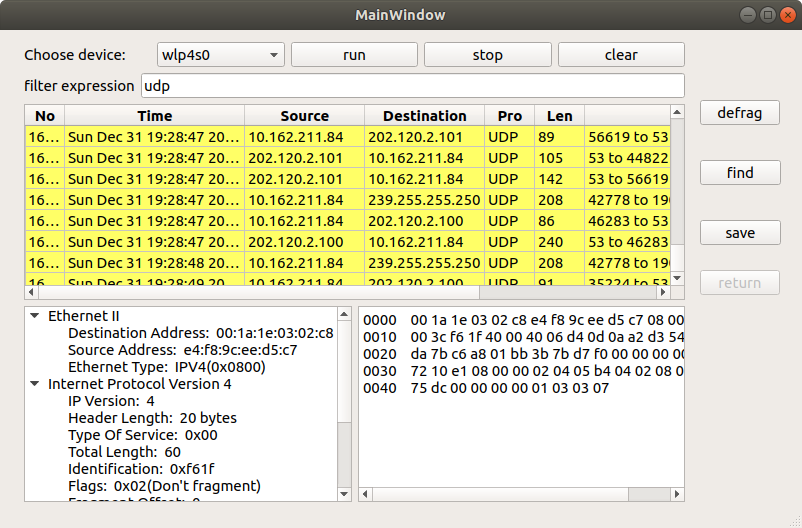 MainWindow
Choose device: wlp4s0 run stop clear
filter expression udp
No Time Source Destination Pro Len
16... Sun Dec 31 19:28:47 20... 10.162.211.84 202.120.2.101 UDP 89 56619 to 53
16... Sun Dec 31 19:28:47 20... 202.120.2.101 10.162.211.84 UDP 105 53 to 44822
16... Sun Dec 31 19:28:47 20... 202.120.2.101 10.162.211.84 UDP 142 53 to 56619
16... Sun Dec 31 19:28:47 20... 10.162.211.84 239.255.255.250 UDP 208 42778 to 190
16... Sun Dec 31 19:28:47 20... 10.162.211.84 202.120.2.100 UDP 86 46283 to 53
16... Sun Dec 31 19:28:47 20... 202.120.2.100 10.162.211.84 UDP 240 53 to 46283
16... Sun Dec 31 19:28:48 20... 10.162.211.84 239.255.255.250 UDP 208 42778 to 190
16... Sun Dec 31 19:28:49 20... 10.162.211.84 202.120.2.100 UDP 91 35224 to 53
defrag
find
save
return
Ethernet II
Destination Address: 00:1a:1e:03:02:c8
Source Address: e4:f8:9c:ee:d5:c7
Ethernet Type: IPV4(0x0800)
Internet Protocol Version 4
IP Version: 4
Header Length: 20 bytes
Type Of Service: 0x00
Total Length: 60
Identification: 0xf61f
Flags: 0x02(Don't fragment)
Fragment Offset: 0
0000 00 1a 1e 03 02 c8 e4 f8 9c ee d5 c7 08 00
0010 00 3c f6 1f 40 00 40 06 d4 0d 0a a2 d3 54
0020 da 7b c6 a8 01 bb 3b 7b d7 f0 00 00 00 00
0030 72 10 e1 08 00 00 02 04 05 b4 04 02 08 0
0040 75 dc 00 00 00 00 01 03 03 07